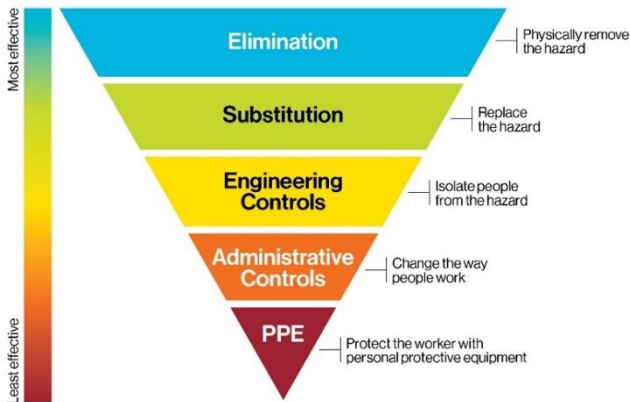 Most effective
Elimination
Physically remove
the hazard
Substitution
Replace
the hazard
Engineering
Controls
Isolate people
from the hazard
Administrative
Controls
Change the way
people work
PPE
Protect the worker with
personal protective equipment
Least effective